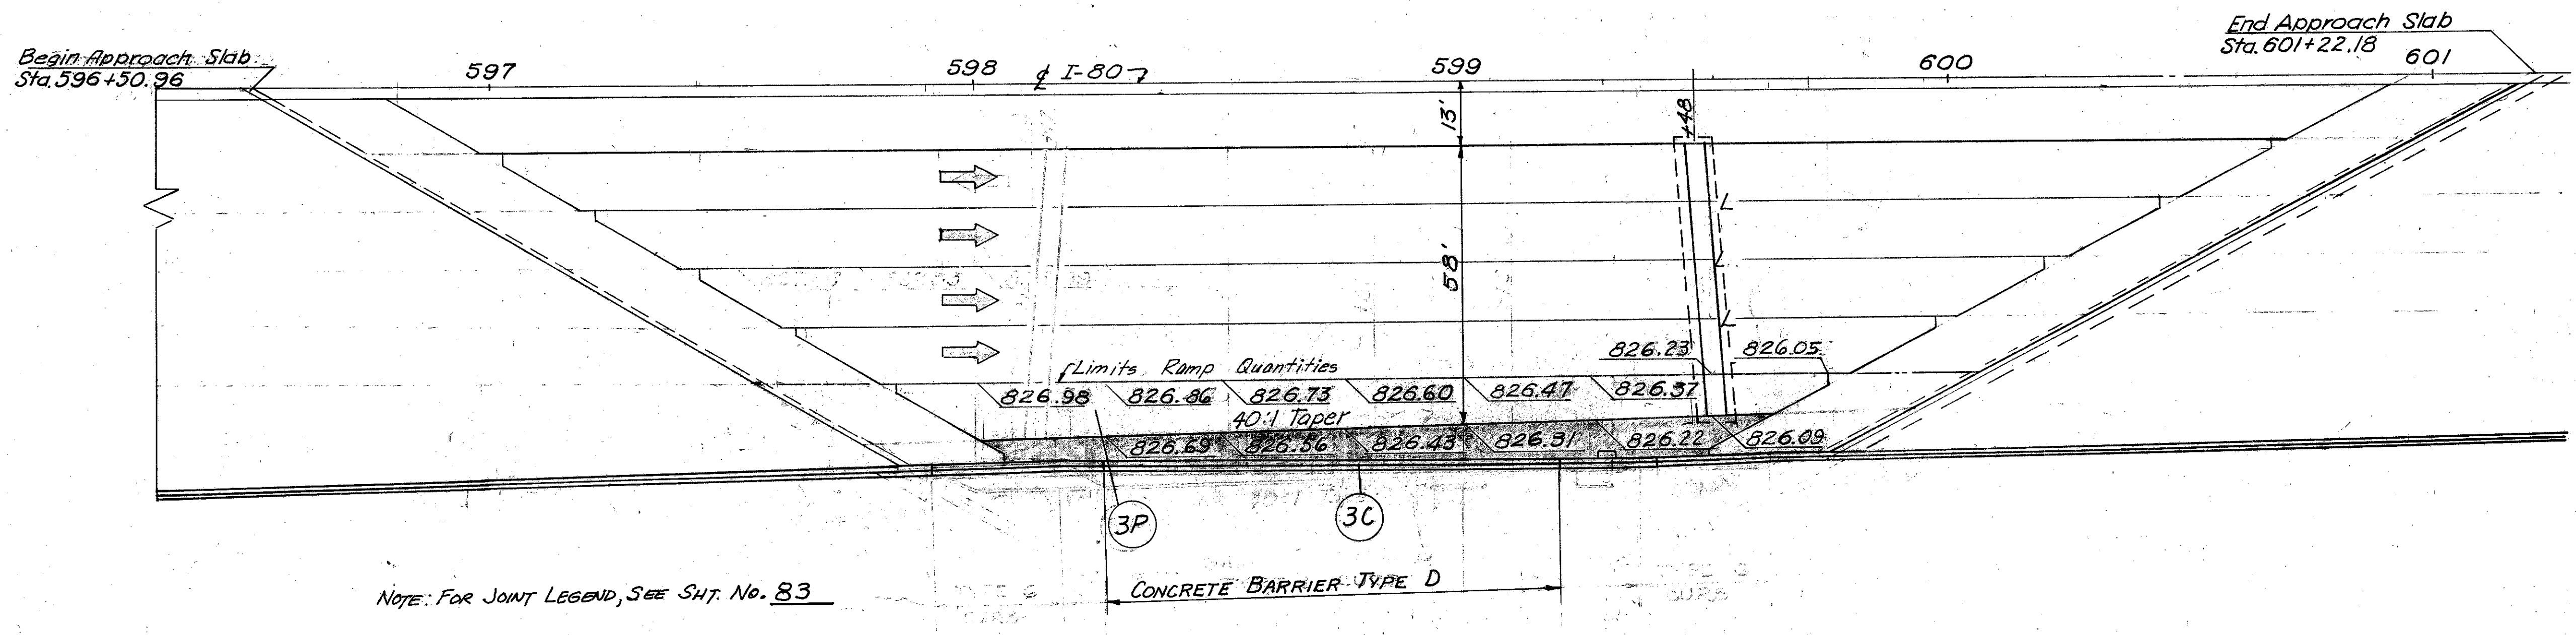 Begin Approach Slab
Sta. 596+50.96
597
598
℄ I-80
599
600
601
End Approach Slab
Sta. 601+22.18
13'
+48
58'
Limits Ramp Quantities
826.23
826.05
826.98
826.86
826.73
826.60
826.47
826.37
40:1 Taper
826.69
826.56
826.43
826.31
826.22
826.09
3P
3C
CONCRETE BARRIER TYPE D
NOTE: FOR JOINT LEGEND, SEE SHT. NO. 83